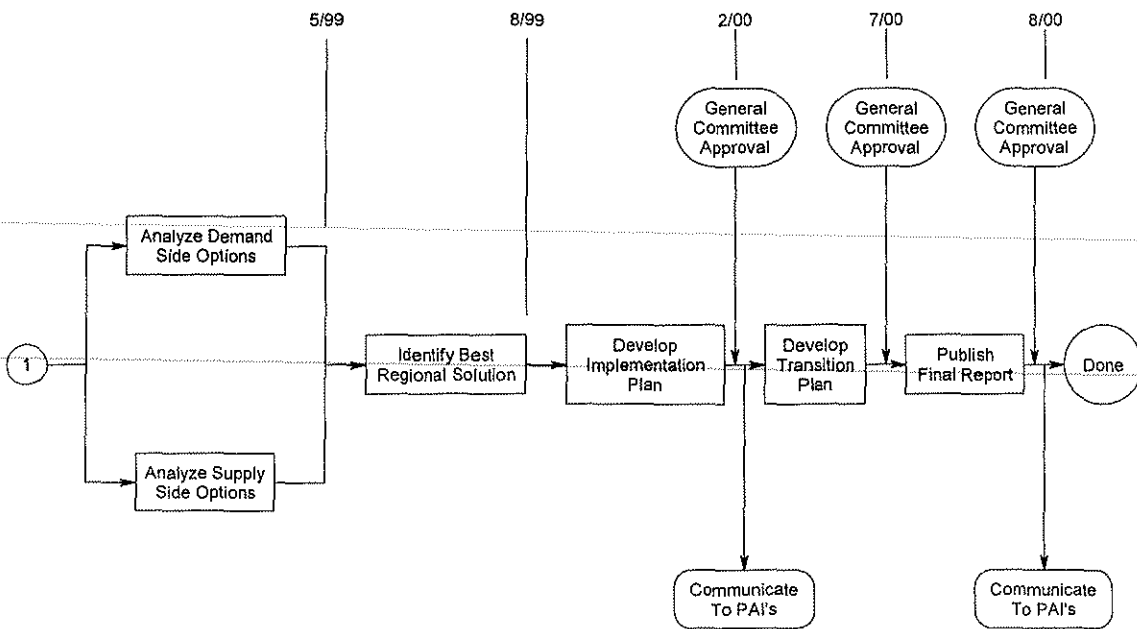 5/99
8/99
2/00
7/00
8/00
General
Committee
Approval
General
Committee
Approval
General
Committee
Approval
Analyze Demand
Side Options
1
Identify Best
Regional Solution
Develop
Implementation
Plan
Develop
Transition
Plan
Publish
Final Report
Done
Analyze Supply
Side Options
Communicate
To PAI's
Communicate
To PAI's